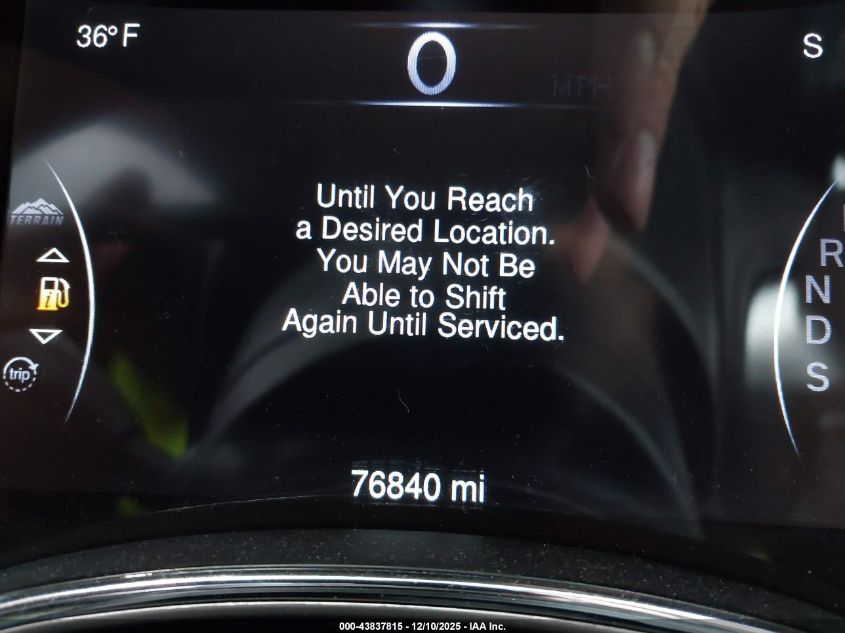 36°F
0
MPH
S
TERRAIN
Until You Reach
a Desired Location.
You May Not Be
Able to Shift
Again Until Serviced.
R
N
D
S
trip
76840 mi
000-43837815 - 12/10/2025 - IAA Inc.